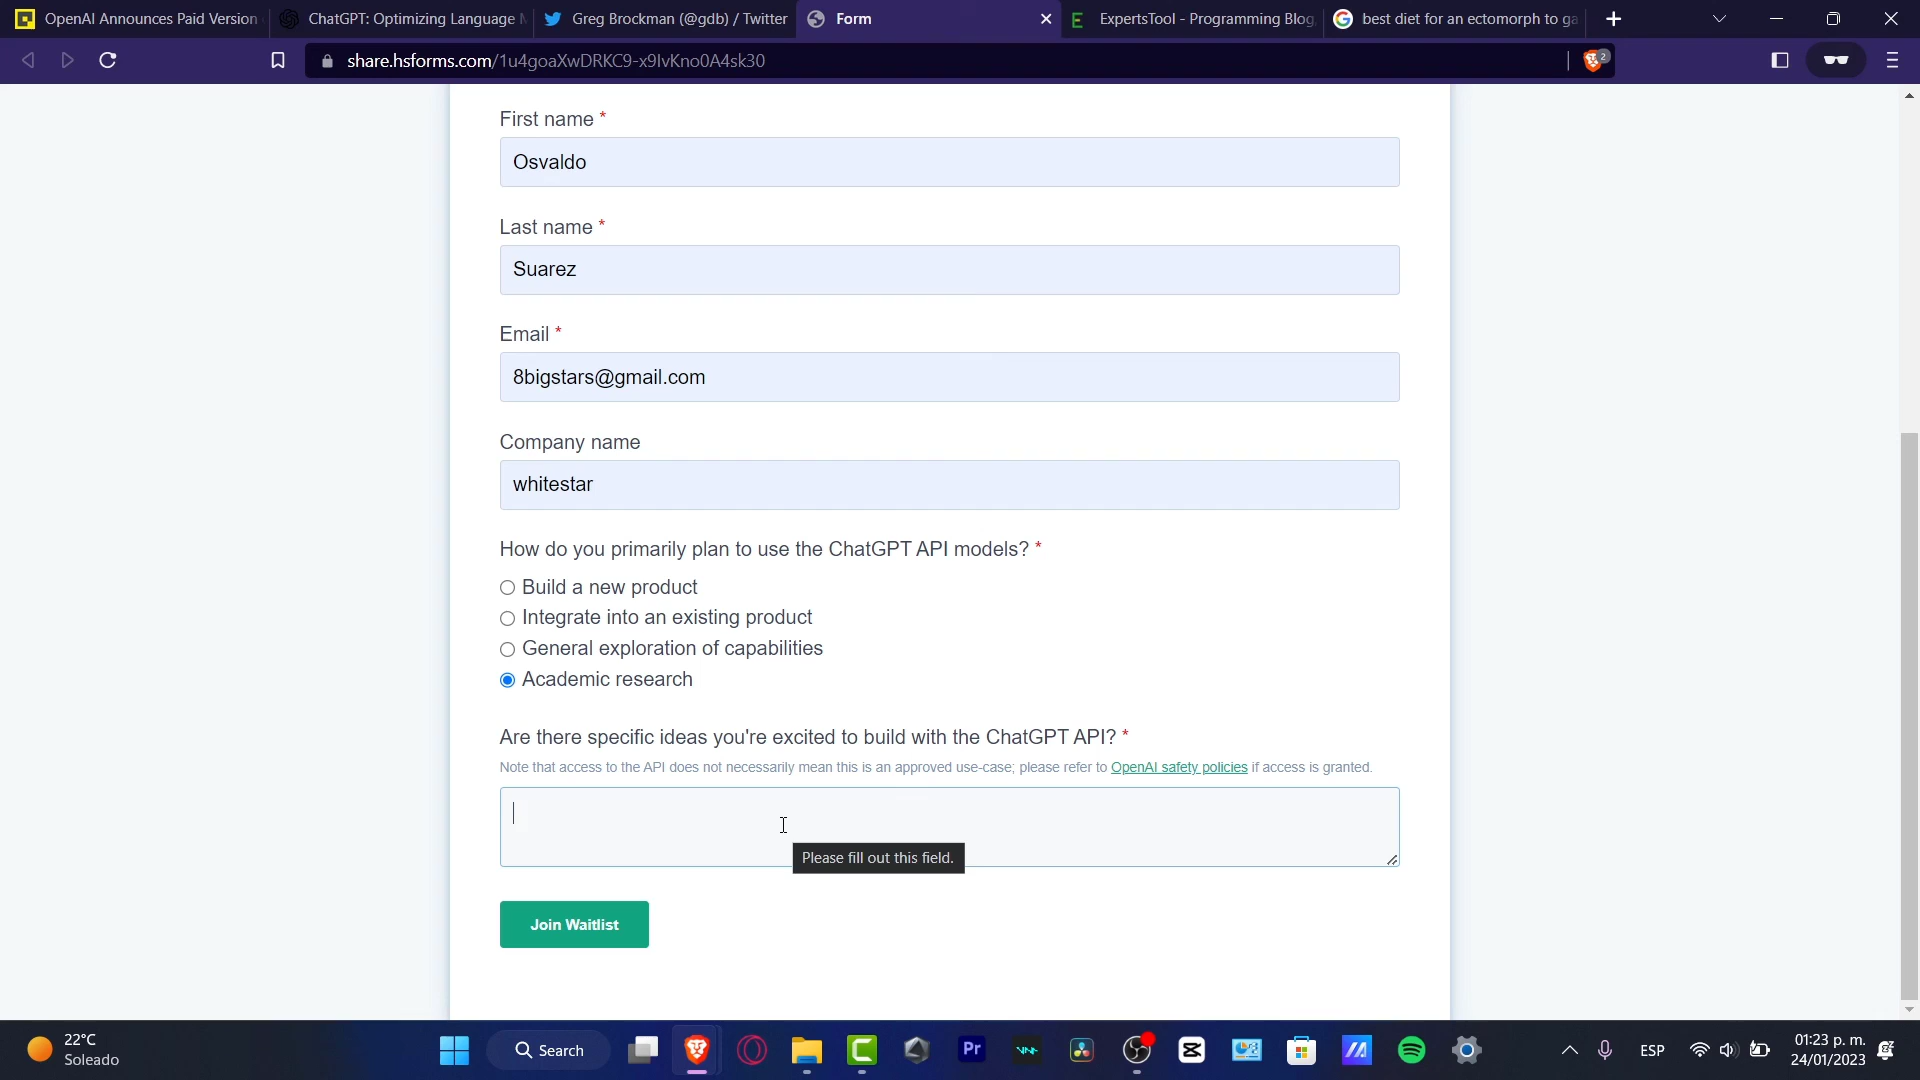 OpenAI Announces Paid Version
ChatGPT: Optimizing Language M
Greg Brockman (@gdb) / Twitter
Form
E
ExpertsTool - Programming Blog,
best diet for an ectomorph to ga
share.hsforms.com/1u4goaXwDRKC9-x9IvKno0A4sk30
2
First name *
Osvaldo
Last name *
Suarez
Email *
8bigstars@gmail.com
Company name
whitestar
How do you primarily plan to use the ChatGPT API models? *
Build a new product
Integrate into an existing product
General exploration of capabilities
Academic research
Are there specific ideas you're excited to build with the ChatGPT API? *
Note that access to the API does not necessarily mean this is an approved use-case; please refer to OpenAI safety policies if access is granted.
Please fill out this field.
Join Waitlist
22°C
Soleado
Search
Pr
ESP
01:23 p. m.
24/01/2023